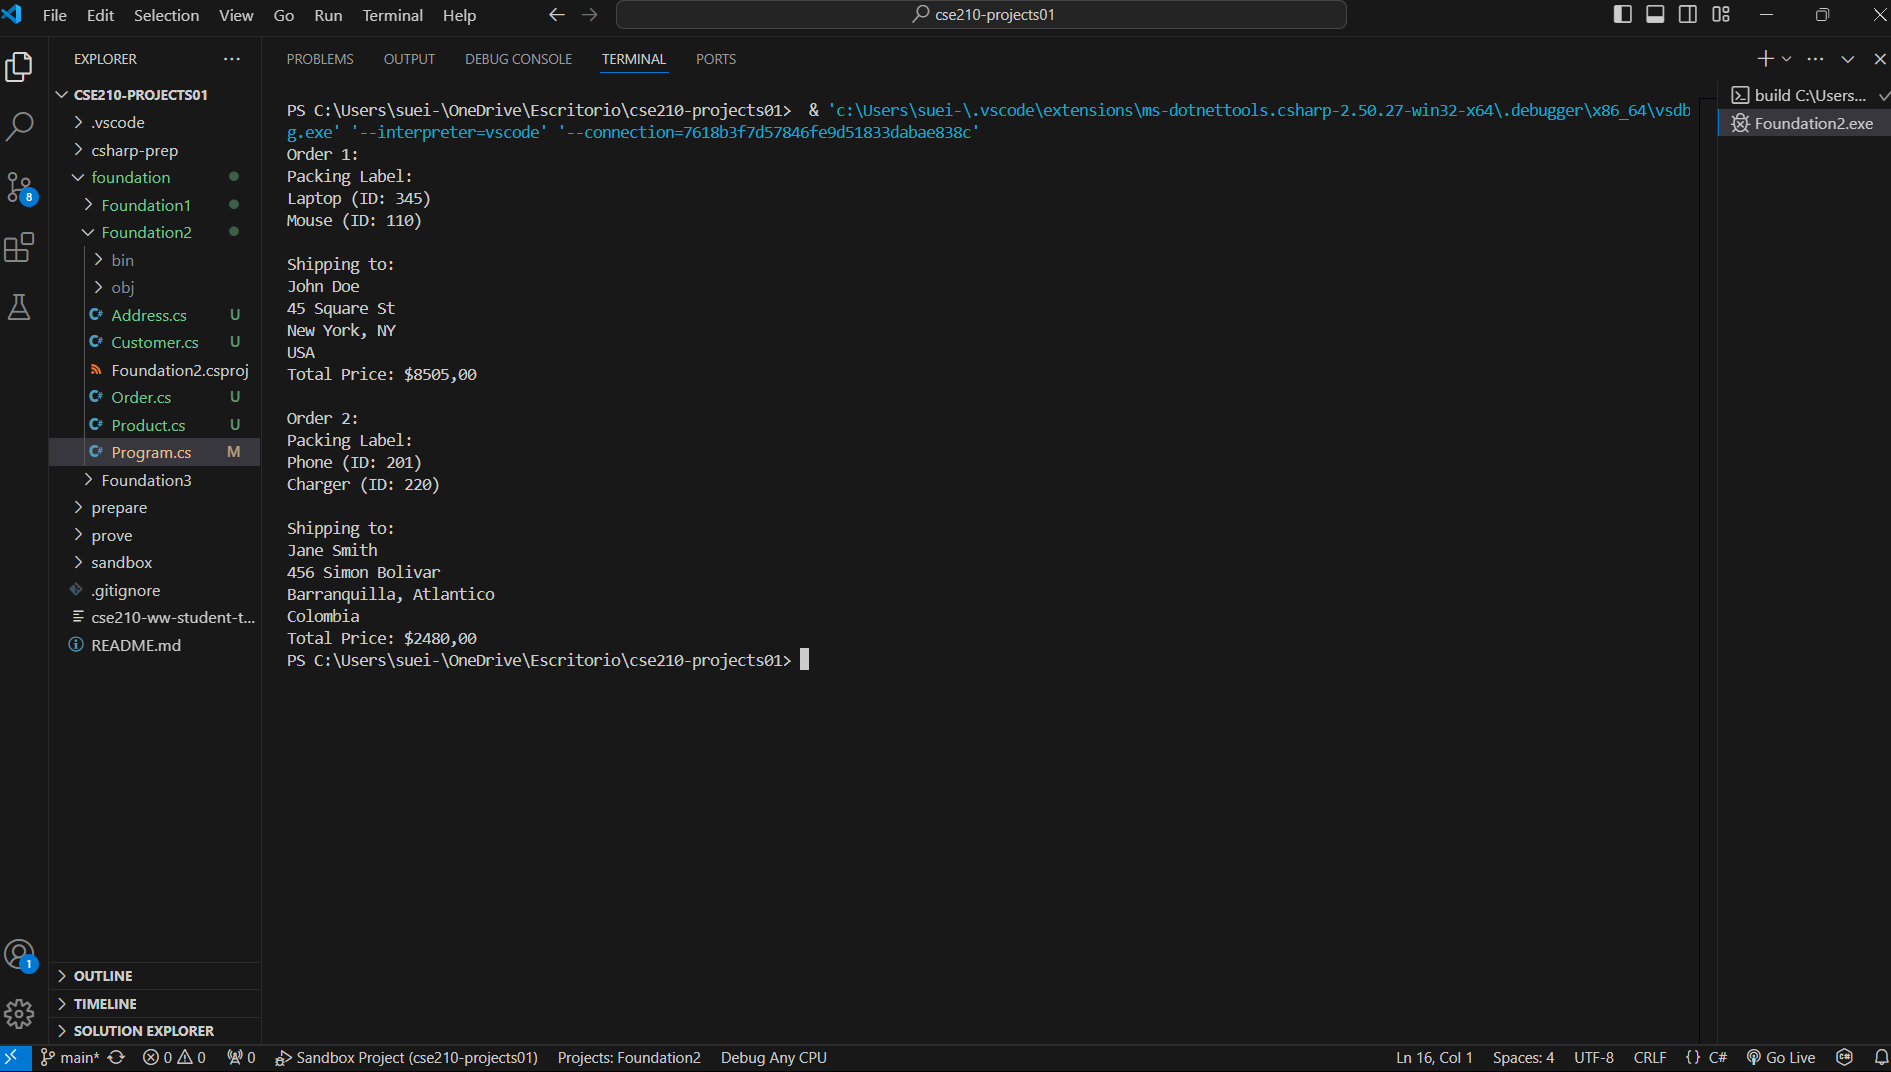 File Edit Selection View Go Run Terminal Help
cse210-projects01
EXPLORER
CSE210-PROJECTS01
.vscode
csharp-prep
foundation
Foundation1
Foundation2
bin
obj
Address.cs U
Customer.cs U
Foundation2.csproj
Order.cs U
Product.cs U
Program.cs M
Foundation3
prepare
prove
sandbox
.gitignore
cse210-ww-student-t...
README.md
OUTLINE
TIMELINE
SOLUTION EXPLORER
8
1
PROBLEMS OUTPUT DEBUG CONSOLE TERMINAL PORTS
PS C:\Users\suei-\OneDrive\Escritorio\cse210-projects01>  & 'c:\Users\suei-\.vscode\extensions\ms-dotnettools.csharp-2.50.27-win32-x64\.debugger\x86_64\vsdb
g.exe' '--interpreter=vscode' '--connection=7618b3f7d57846fe9d51833dabae838c'
Order 1:
Packing Label:
Laptop (ID: 345)
Mouse (ID: 110)
Shipping to:
John Doe
45 Square St
New York, NY
USA
Total Price: $8505,00
Order 2:
Packing Label:
Phone (ID: 201)
Charger (ID: 220)
Shipping to:
Jane Smith
456 Simon Bolivar
Barranquilla, Atlantico
Colombia
Total Price: $2480,00
PS C:\Users\suei-\OneDrive\Escritorio\cse210-projects01>
build C:\Users...
Foundation2.exe
main* 0 0 0 Sandbox Project (cse210-projects01) Projects: Foundation2 Debug Any CPU Ln 16, Col 1 Spaces: 4 UTF-8 CRLF {} C# Go Live